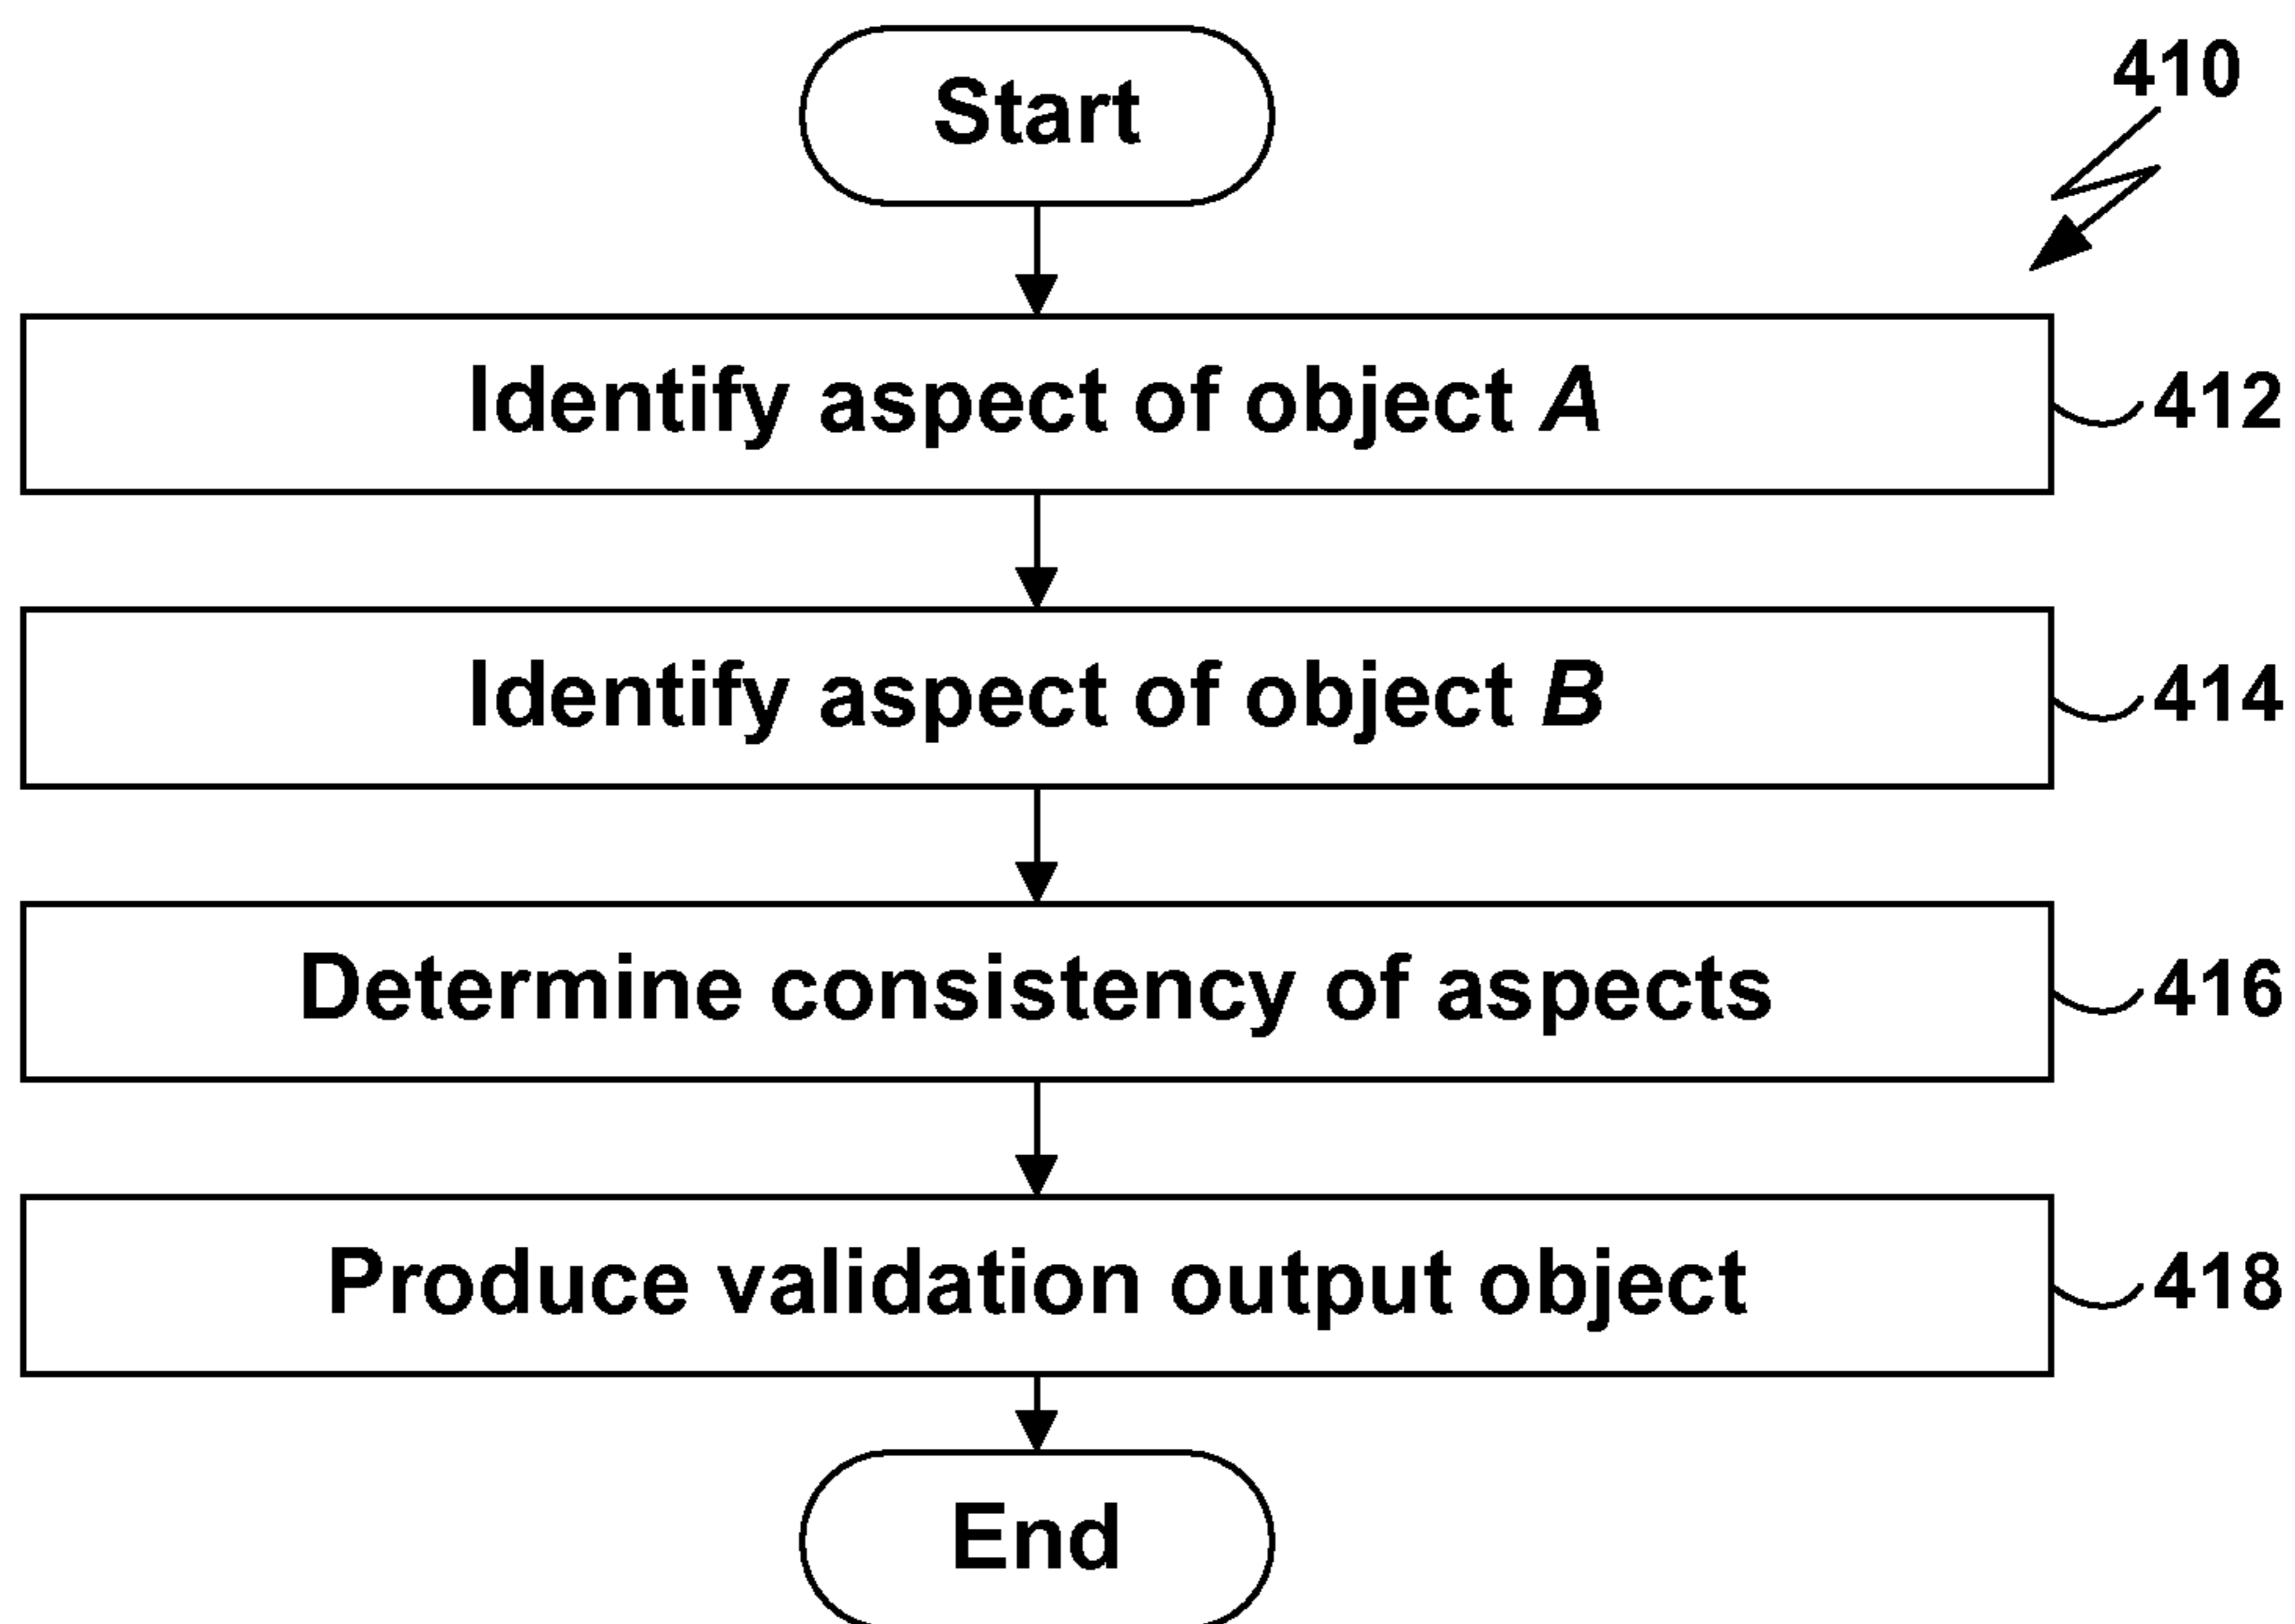 Start
410
Identify aspect of object A
412
Identify aspect of object B
414
Determine consistency of aspects
416
Produce validation output object
418
End